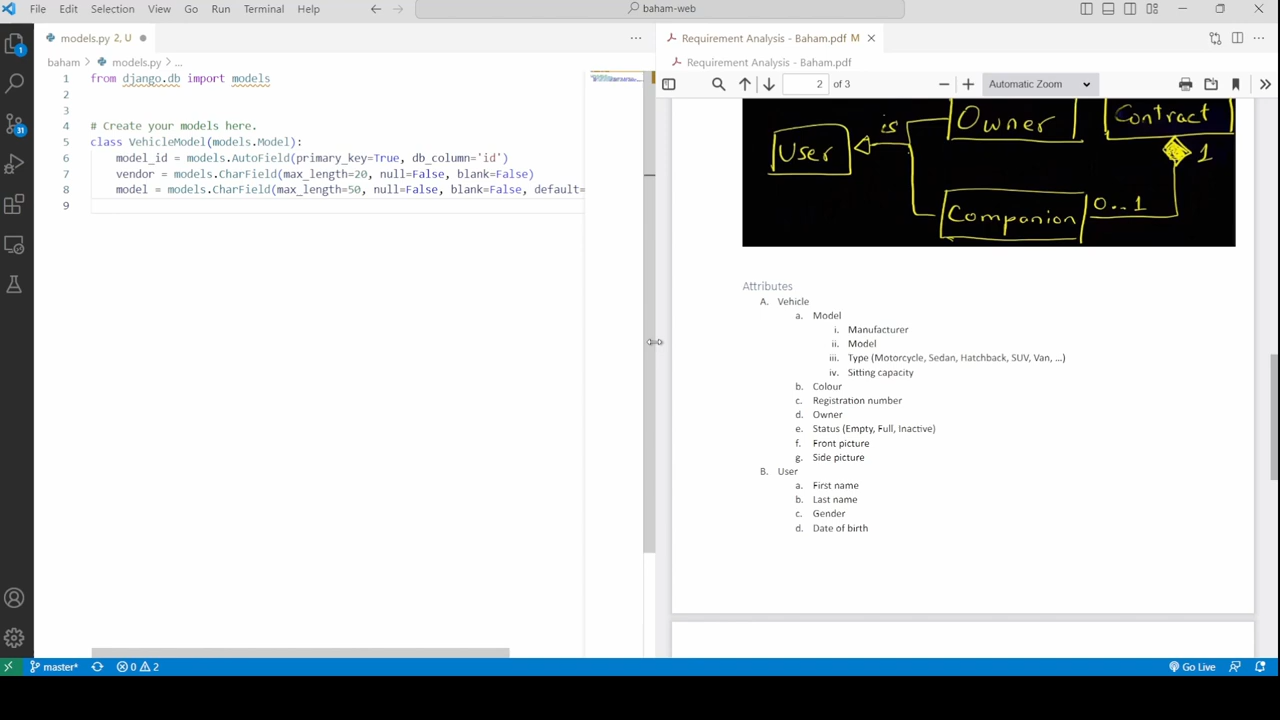 File Edit Selection View Go Run Terminal Help
baham-web
models.py 2, U
Requirement Analysis - Baham.pdf M
baham > models.py > ...
Requirement Analysis - Baham.pdf
2 of 3
Automatic Zoom
1 from django.db import models
2
3
4 # Create your models here.
5 class VehicleModel(models.Model):
6 model_id = models.AutoField(primary_key=True, db_column='id')
7 vendor = models.CharField(max_length=20, null=False, blank=False)
8 model = models.CharField(max_length=50, null=False, blank=False, default=
9
1
31
Owner
Contract
is
User
1
Companion
0..1
Attributes
A. Vehicle
a. Model
i. Manufacturer
ii. Model
iii. Type (Motorcycle, Sedan, Hatchback, SUV, Van, ...)
iv. Sitting capacity
b. Colour
c. Registration number
d. Owner
e. Status (Empty, Full, Inactive)
f. Front picture
g. Side picture
B. User
a. First name
b. Last name
c. Gender
d. Date of birth
master* 0 2
Go Live